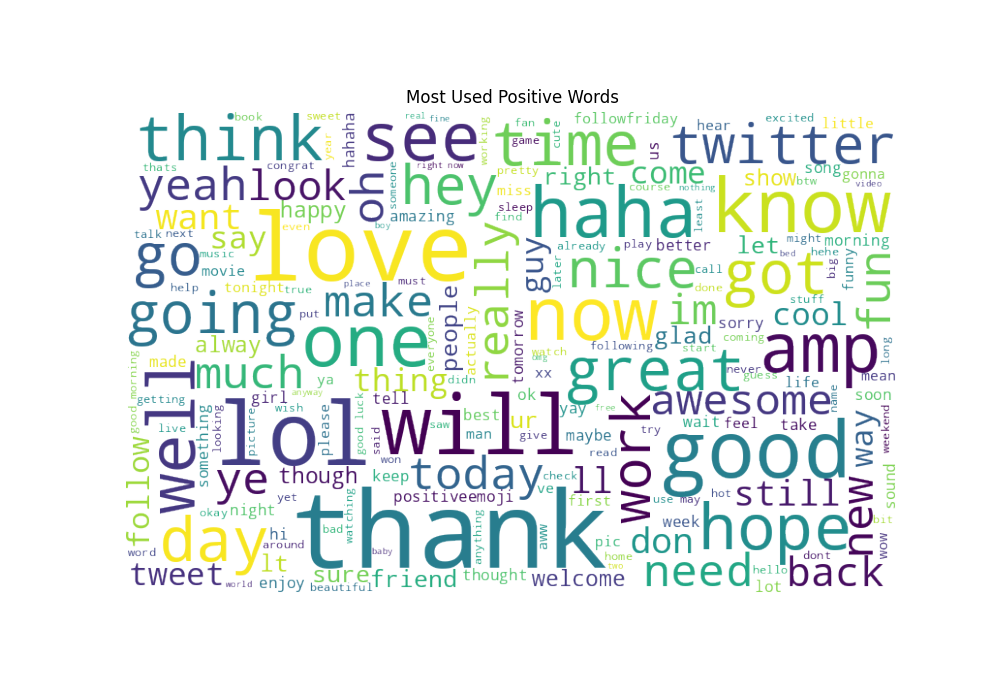 Most Used Positive Words
think
book
sweet
year
hahaha
see
real
fine
working
time
fan
game
cute
followfriday
us
hear
twitter
excited
little
thats
congrat
right now
someone
hey
pretty
miss
sleep
find
right
come
course
nothing
least
show
btw
song
gonna
video
know
yeah
look
oh
want
happy
amazing
boy
even
love
haha
talk
next
say
music
go
movie
help
tonight
true
really
guy
later
already
play
better
nice
call
let
bed
might
hehe
morning
big
funny
fun
got
done
place
must
put
make
going
people
actually
tomorrow
now
im
sorry
stuff
cool
glad
coming
one
everyone
alway
made
much
ya
thing
didn
watch
omg
xx
following
great
start
never
guess
amp
long
mean
life
good morning
well
getting
girl
anyway
tell
wish
lol
picture
please
good luck
said
saw
won
will
best
man
ok
ur
give
yay
maybe
free
read
work
try
awesome
wait
feel
take
name
soon
weekend
way
live
something
looking
follow
ye
though
keep
today
ve
check
ll
good
use
may
hot
still
new
sound
bit
wow
yet
positiveemoji
first
okay
night
bad
watching
thank
anything
aww
pic
week
don
hope
dont
day
hi
around
baby
word
lt
home
two
tweet
world
enjoy
beautiful
sure
friend
thought
welcome
need
hello
lot
back